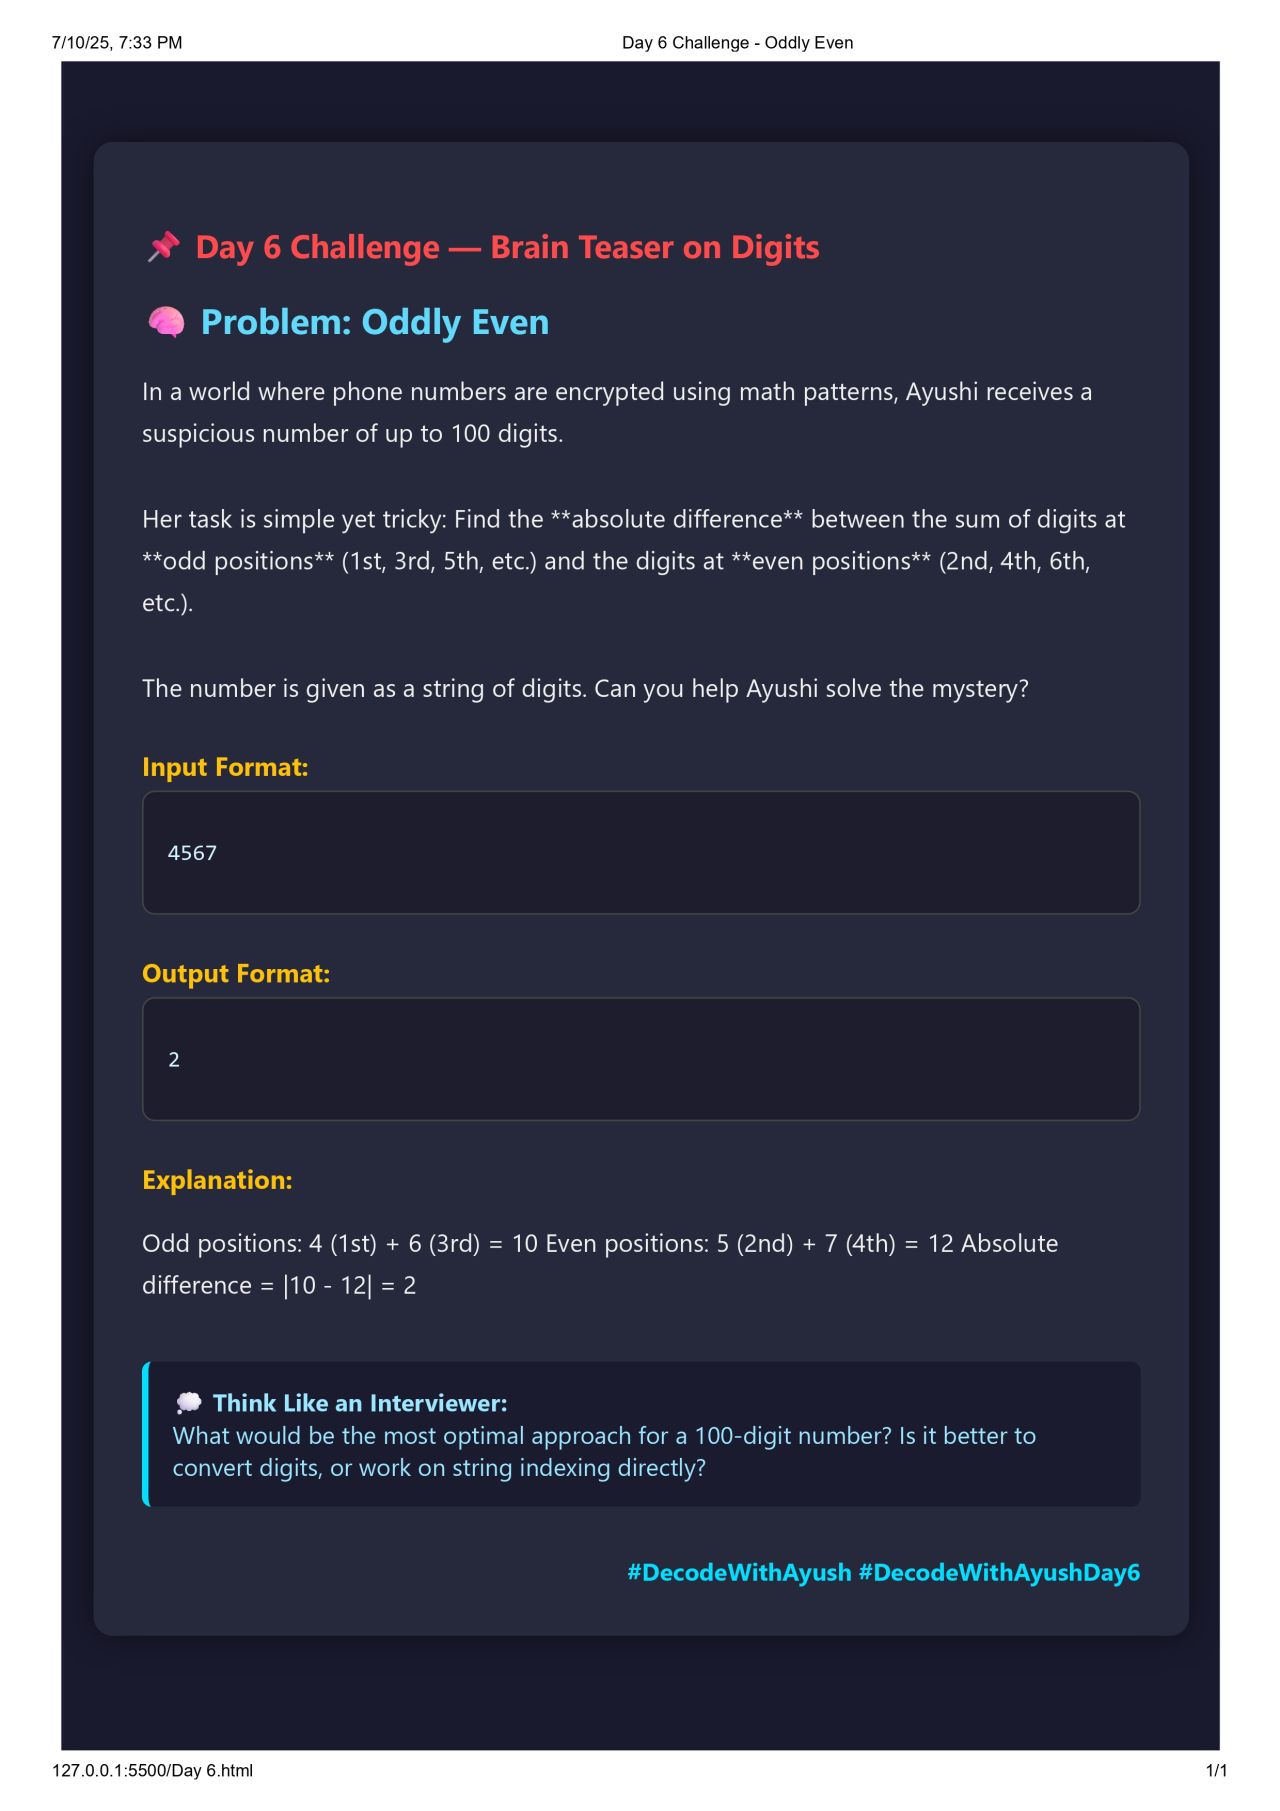 7/10/25, 7:33 PM
Day 6 Challenge - Oddly Even
📌 Day 6 Challenge — Brain Teaser on Digits
🧠 Problem: Oddly Even
In a world where phone numbers are encrypted using math patterns, Ayushi receives a
suspicious number of up to 100 digits.
Her task is simple yet tricky: Find the **absolute difference** between the sum of digits at
**odd positions** (1st, 3rd, 5th, etc.) and the digits at **even positions** (2nd, 4th, 6th,
etc.).
The number is given as a string of digits. Can you help Ayushi solve the mystery?
Input Format:
4567
Output Format:
2
Explanation:
Odd positions: 4 (1st) + 6 (3rd) = 10 Even positions: 5 (2nd) + 7 (4th) = 12 Absolute
difference = |10 - 12| = 2
💭 Think Like an Interviewer:
What would be the most optimal approach for a 100-digit number? Is it better to
convert digits, or work on string indexing directly?
#DecodeWithAyush #DecodeWithAyushDay6
127.0.0.1:5500/Day 6.html
1/1